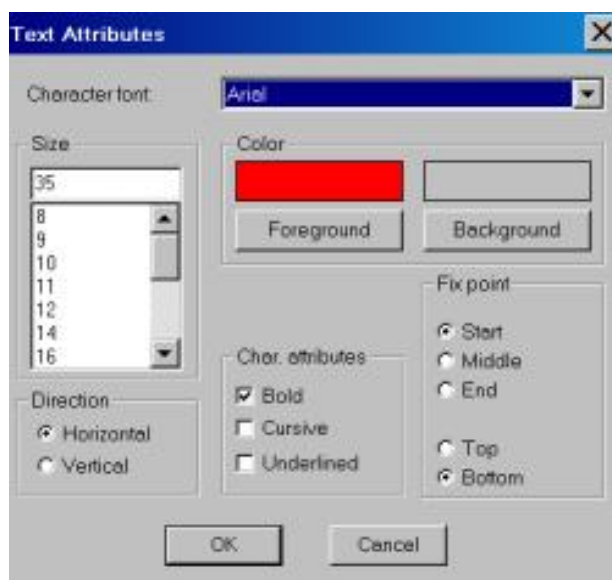 Text Attributes
Character font:
Arial
Size
35
8
9
10
11
12
14
16
Color
Foreground
Background
Fix point
Start
Middle
End
Top
Bottom
Char. attributes
Bold
Cursive
Underlined
Direction
Horizontal
Vertical
OK
Cancel